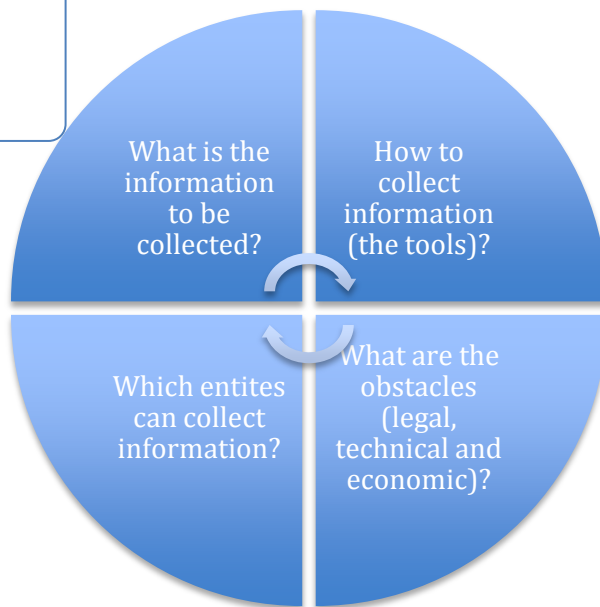 What is the
information
to be
collected?
How to
collect
information
(the tools)?
Which entites
can collect
information?
What are the
obstacles
(legal,
technical and
economic)?